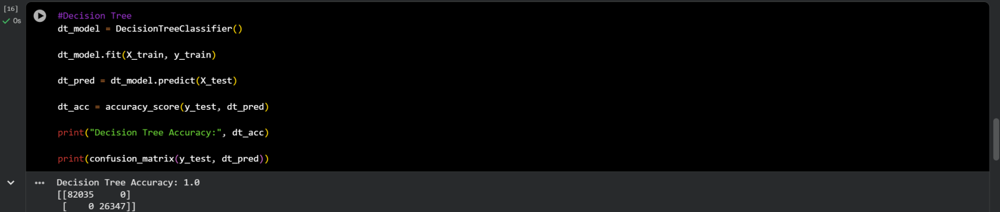 [16]
0s
#Decision Tree
dt_model = DecisionTreeClassifier()
dt_model.fit(X_train, y_train)
dt_pred = dt_model.predict(X_test)
dt_acc = accuracy_score(y_test, dt_pred)
print("Decision Tree Accuracy:", dt_acc)
print(confusion_matrix(y_test, dt_pred))
Decision Tree Accuracy: 1.0
[[82035     0]
 [    0 26347]]